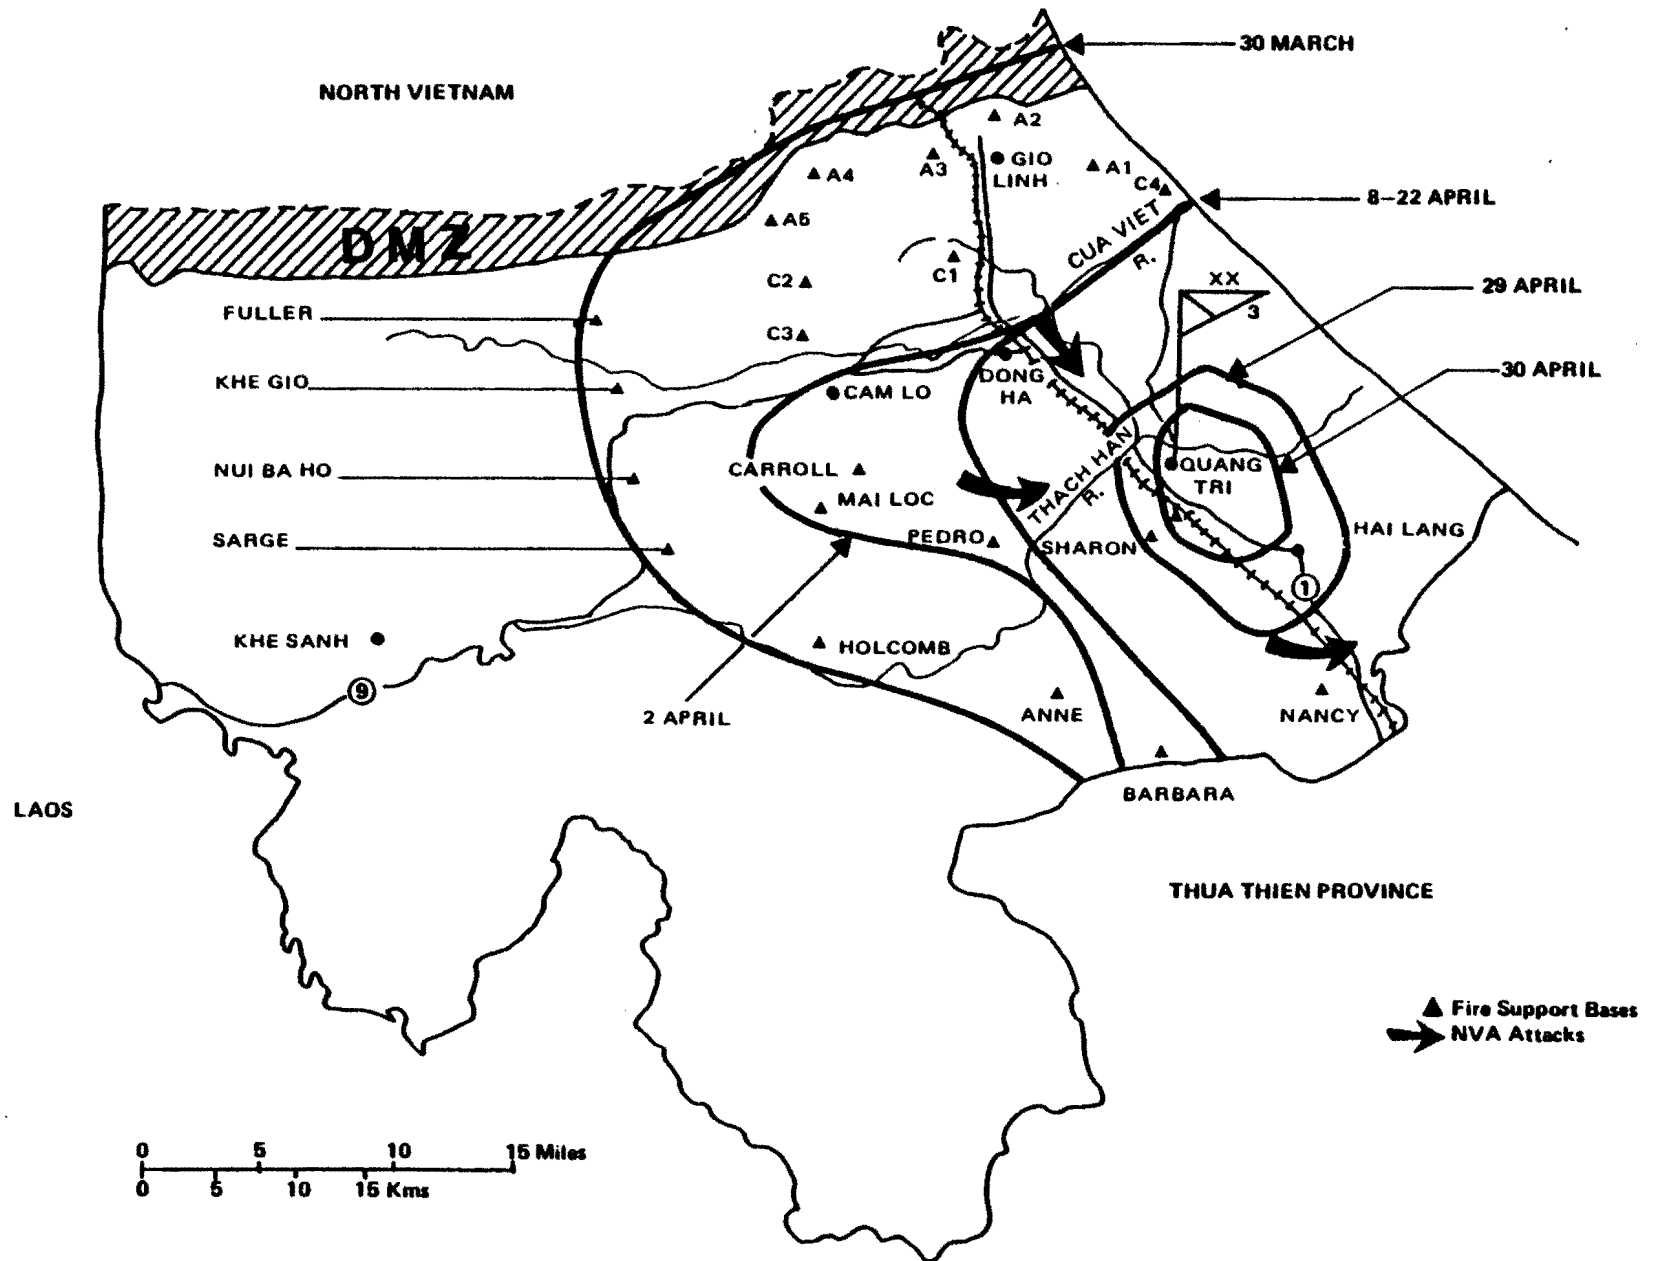 30 MARCH
NORTH VIETNAM
A2
GIO
LINH
A3
A1
C4
A4
8–22 APRIL
A5
DMZ
CUA VIET
R.
C1
C2
XX
3
29 APRIL
FULLER
C3
30 APRIL
DONG
HA
KHE GIO
CAM LO
THACH HAN
R.
QUANG
TRI
NUI BA HO
CARROLL
MAI LOC
HAI LANG
SARGE
PEDRO
SHARON
1
KHE SANH
HOLCOMB
9
2 APRIL
ANNE
NANCY
BARBARA
LAOS
THUA THIEN PROVINCE
Fire Support Bases
NVA Attacks
0 5 10 15 Miles
0 5 10 15 Kms